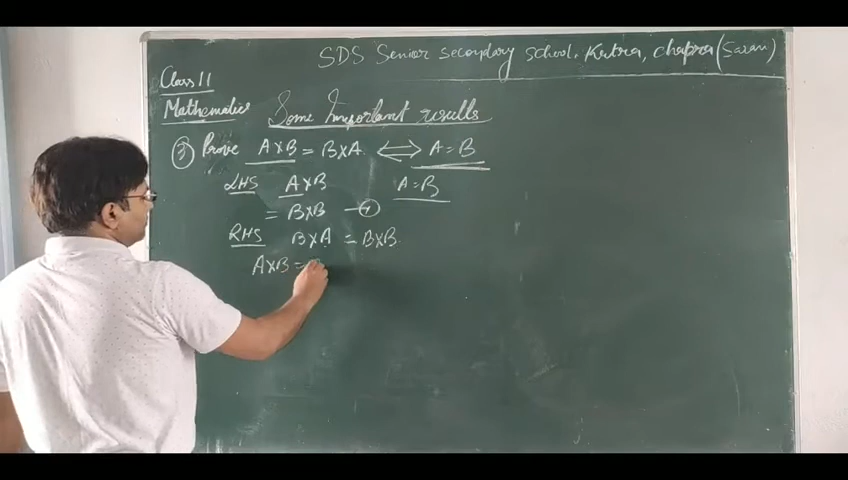 SDS Senior secondary school, Kutra, chapra (Saran)
Class 11
Mathematics Some Important results
③ Prove A×B = B×A ⟺ A = B
LHS A×B A = B
= B×B —①
RHS B×A = B×B
A×B =